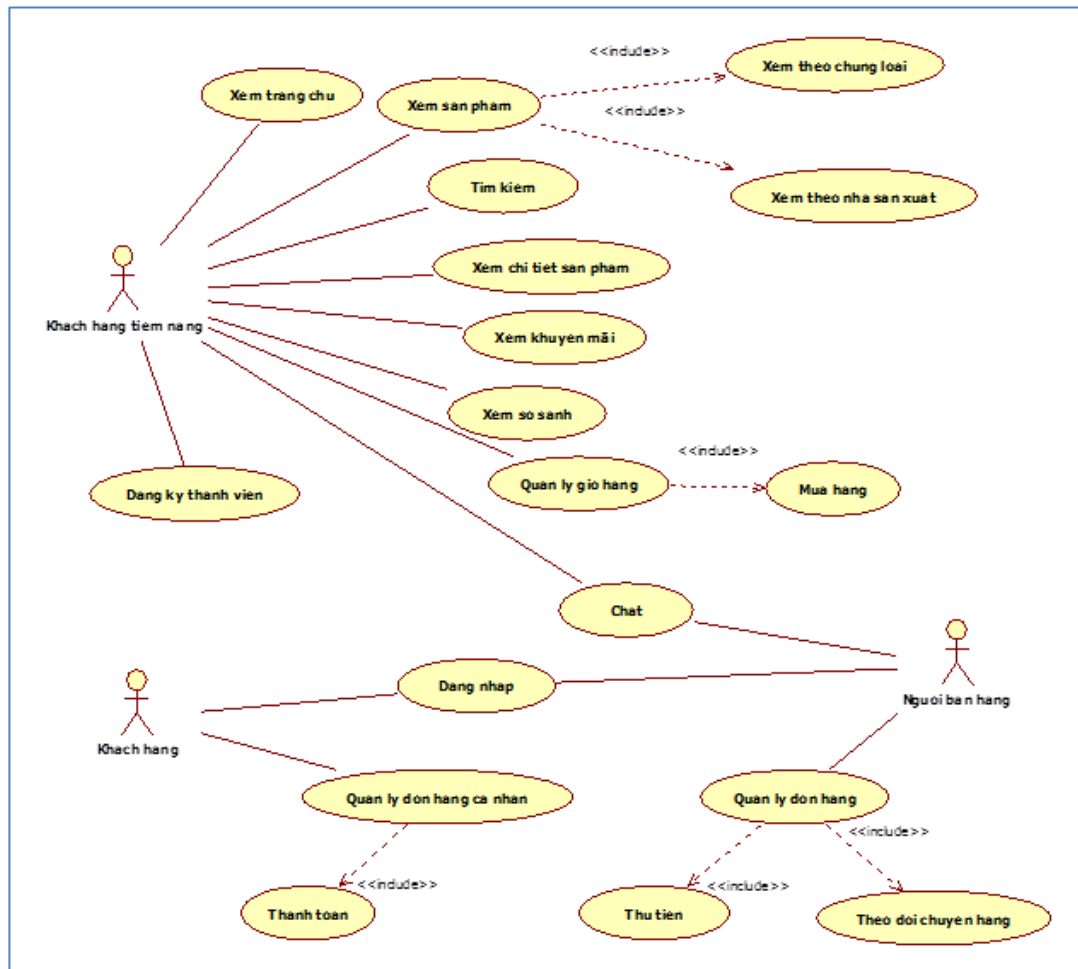 <<include>>
Xem theo chung loai
Xem trang chu
Xem san pham
<<include>>
Tim kiem
Xem theo nha san xuat
Xem chi tiet san pham
Khach hang tiem nang
Xem khuyen mãi
Xem so sanh
<<include>>
Dang ky thanh vien
Quan ly gio hang
Mua hang
Chat
Dang nhap
Nguoi ban hang
Khach hang
Quan ly don hang ca nhan
Quan ly don hang
<<include>>
<<include>>
<<include>>
Thanh toan
Thu tien
Theo doi chuyen hang